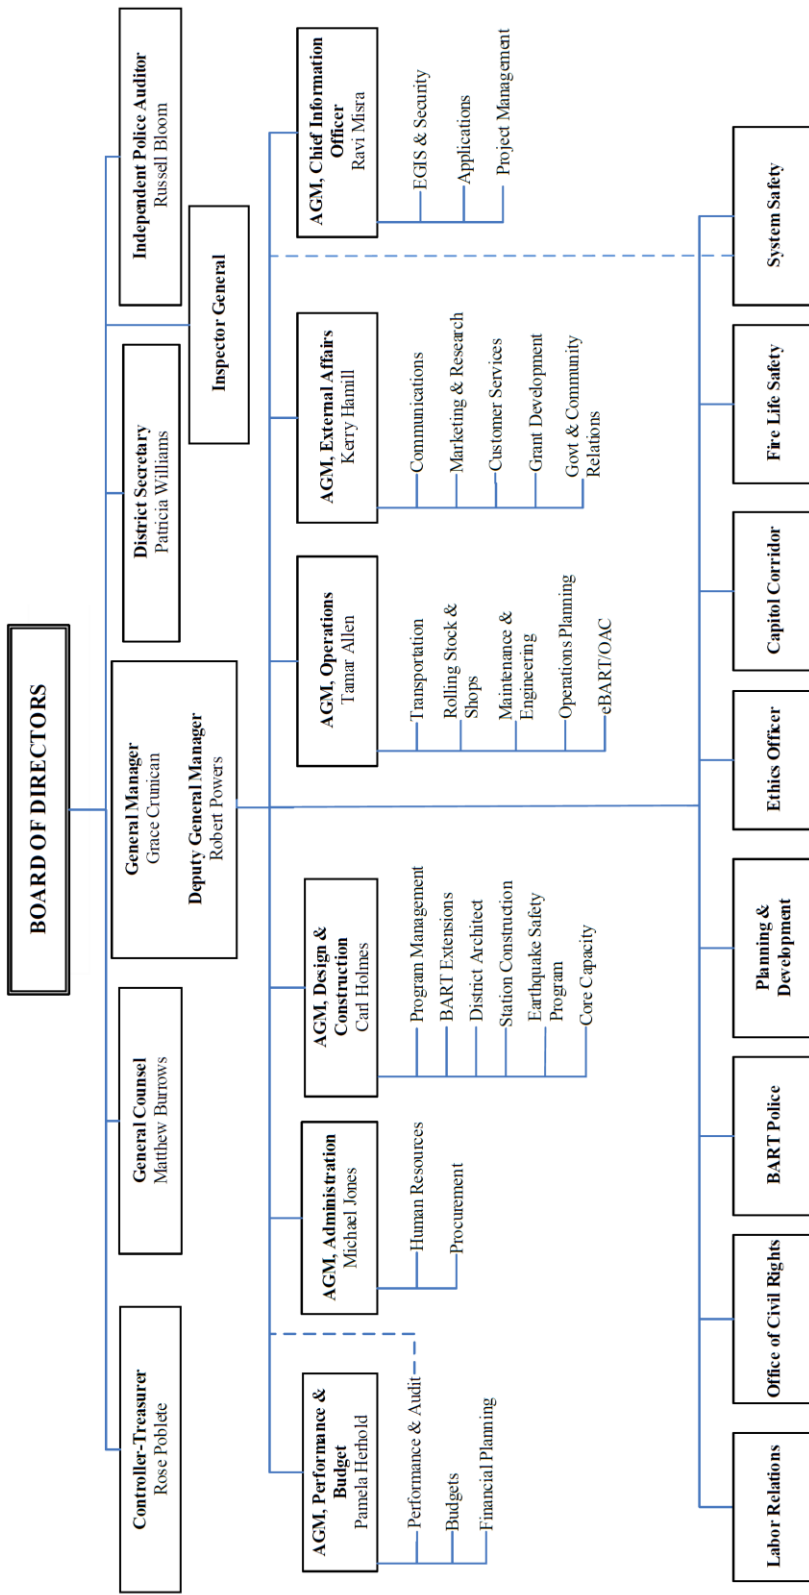 BOARD OF DIRECTORS
Controller-Treasurer
Rose Poblete
General Counsel
Matthew Burrows
General Manager
Grace Crunican
Deputy General Manager
Robert Powers
District Secretary
Patricia Williams
Independent Police Auditor
Russell Bloom
Inspector General
AGM, Performance &
Budget
Pamela Herhold
Performance & Audit
Budgets
Financial Planning
AGM, Administration
Michael Jones
Human Resources
Procurement
AGM, Design &
Construction
Carl Holmes
Program Management
BART Extensions
District Architect
Station Construction
Earthquake Safety
Program
Core Capacity
AGM, Operations
Tamar Allen
Transportation
Rolling Stock &
Shops
Maintenance &
Engineering
Operations Planning
eBART/OAC
AGM, External Affairs
Kerry Hamill
Communications
Marketing & Research
Customer Services
Grant Development
Govt & Community
Relations
AGM, Chief Information
Officer
Ravi Misra
EGIS & Security
Applications
Project Management
Labor Relations
Office of Civil Rights
BART Police
Planning &
Development
Ethics Officer
Capitol Corridor
Fire Life Safety
System Safety